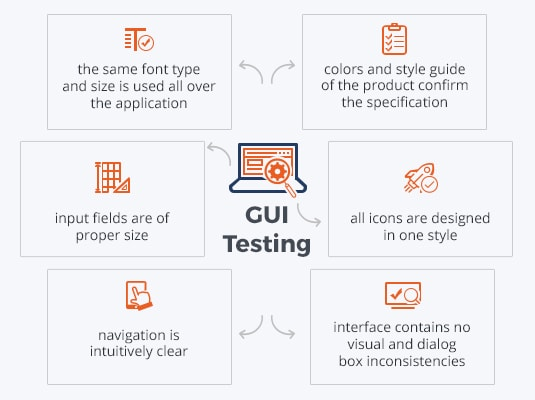 the same font type
and size is used all over
the application
colors and style guide
of the product confirm
the specification
input fields are of
proper size
GUI
Testing
all icons are designed
in one style
navigation is
intuitively clear
interface contains no
visual and dialog
box inconsistencies